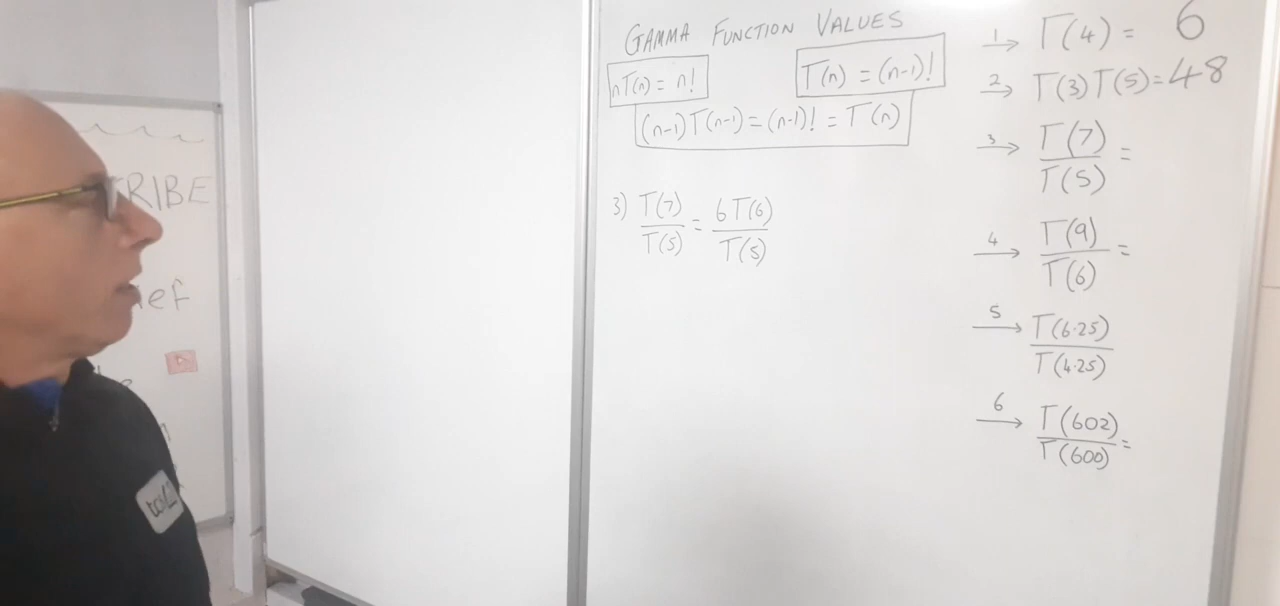 GAMMA FUNCTION VALUES
nΓ(n) = n!
Γ(n) = (n-1)!
(n-1)Γ(n-1) = (n-1)! = Γ(n)
3) Γ(7)/Γ(5) = 6Γ(6)/Γ(5)
1→ Γ(4) = 6
2→ Γ(3)Γ(5) = 48
3→ Γ(7)/Γ(5) =
4→ Γ(9)/Γ(6) =
5→ Γ(6·25)/Γ(4·25)
6→ Γ(602)/Γ(600) =
RIBE
ef